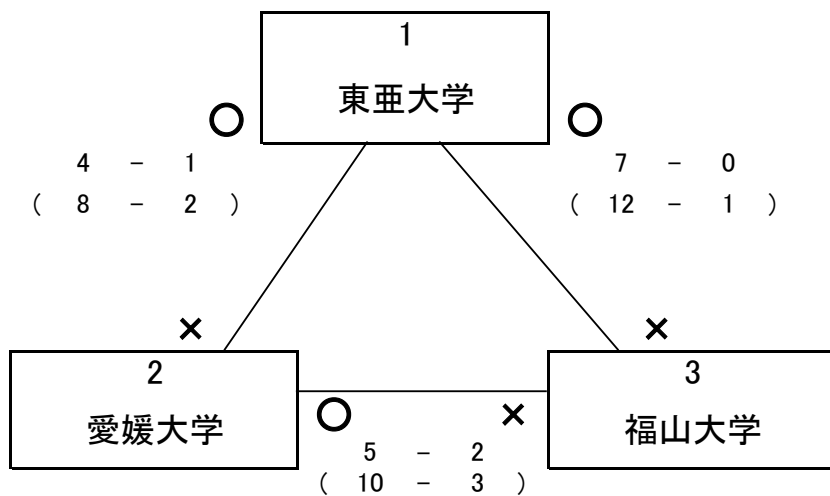 1
東亜大学
○ ○
4 － 1
( 8 － 2 )
7 － 0
( 12 － 1 )
× ×
2
愛媛大学
3
福山大学
○ ×
5 － 2
( 10 － 3 )